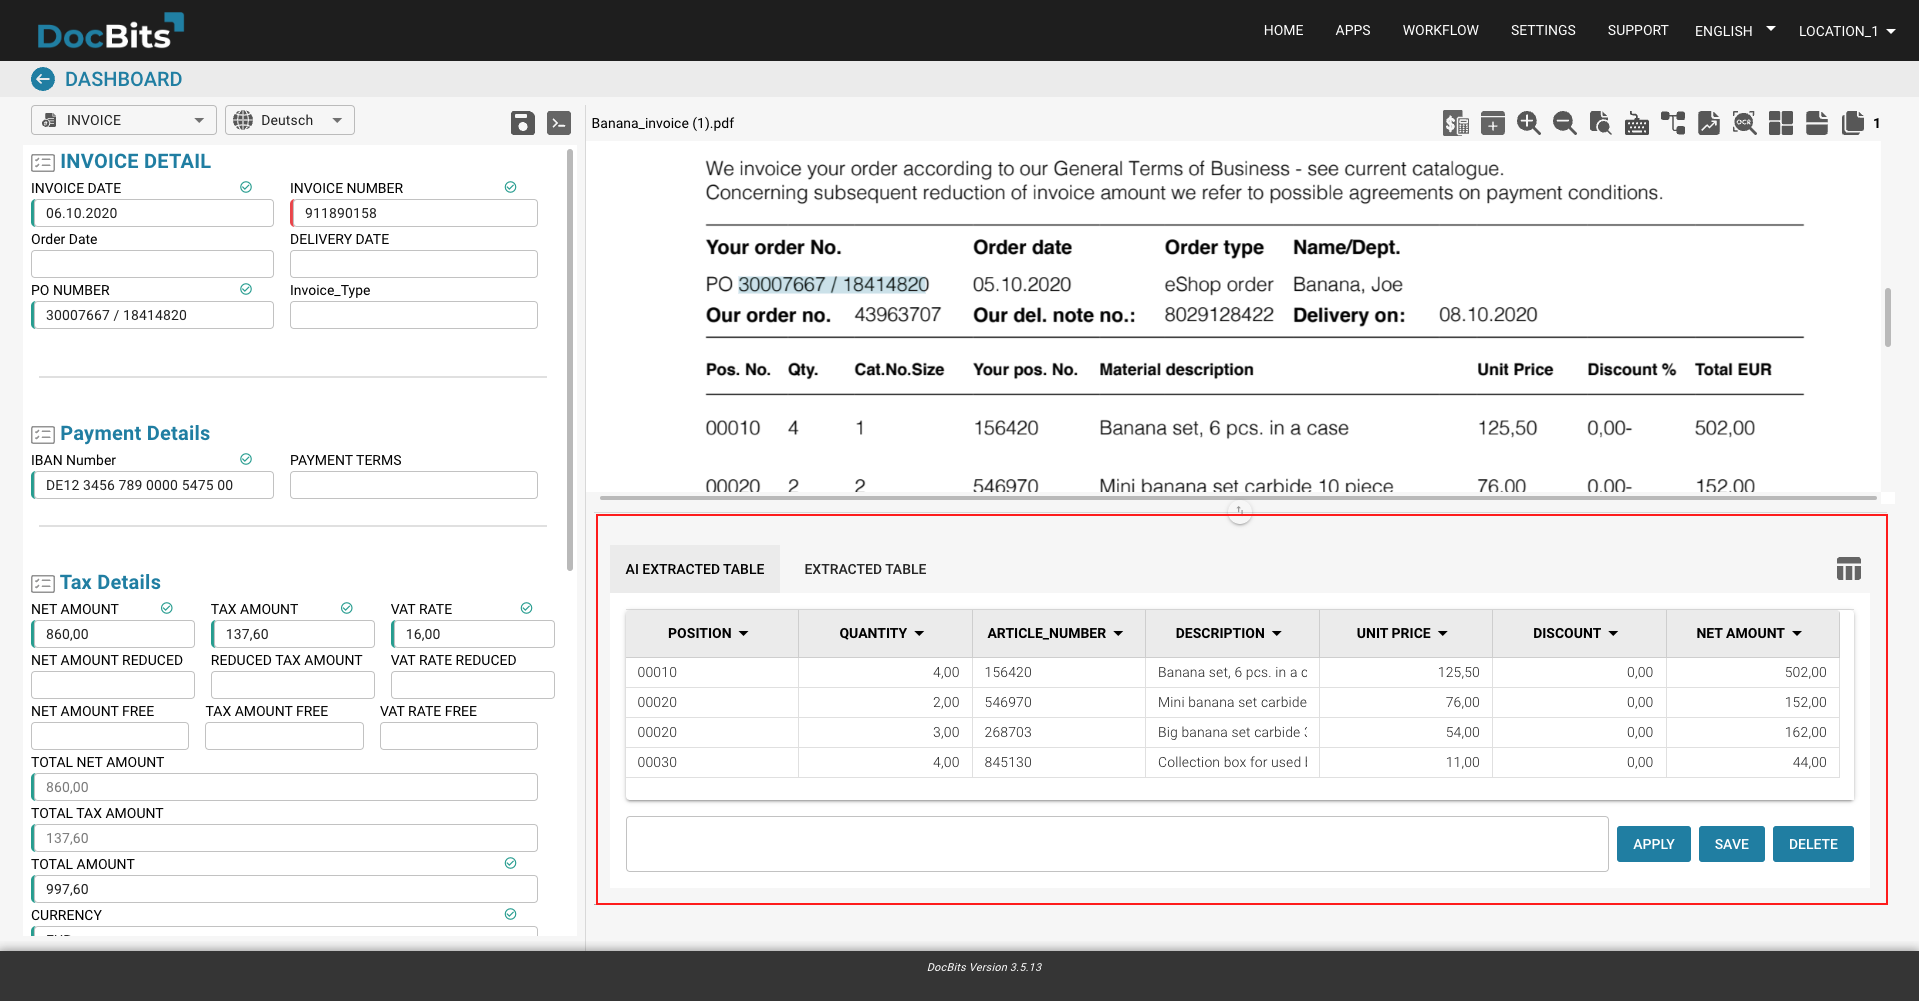 DocBits
HOME APPS WORKFLOW SETTINGS SUPPORT ENGLISH LOCATION_1
DASHBOARD
INVOICE Deutsch
INVOICE DETAIL
INVOICE DATE INVOICE NUMBER
06.10.2020 911890158
Order Date DELIVERY DATE
PO NUMBER Invoice_Type
30007667 / 18414820
Payment Details
IBAN Number PAYMENT TERMS
DE12 3456 789 0000 5475 00
Tax Details
NET AMOUNT TAX AMOUNT VAT RATE
860,00 137,60 16,00
NET AMOUNT REDUCED REDUCED TAX AMOUNT VAT RATE REDUCED
NET AMOUNT FREE TAX AMOUNT FREE VAT RATE FREE
TOTAL NET AMOUNT
860,00
TOTAL TAX AMOUNT
137,60
TOTAL AMOUNT
997,60
CURRENCY
Banana_invoice (1).pdf
OCR
1
We invoice your order according to our General Terms of Business - see current catalogue.
Concerning subsequent reduction of invoice amount we refer to possible agreements on payment conditions.
Your order No. Order date Order type Name/Dept.
PO 30007667 / 18414820 05.10.2020 eShop order Banana, Joe
Our order no. 43963707 Our del. note no.: 8029128422 Delivery on: 08.10.2020
Pos. No. Qty. Cat.No.Size Your pos. No. Material description Unit Price Discount % Total EUR
00010 4 1 156420 Banana set, 6 pcs. in a case 125,50 0,00- 502,00
00020 2 2 546970 Mini banana set carbide 10 piece 76,00 0,00- 152,00
AI EXTRACTED TABLE EXTRACTED TABLE
POSITION QUANTITY ARTICLE_NUMBER DESCRIPTION UNIT PRICE DISCOUNT NET AMOUNT
00010 4,00 156420 Banana set, 6 pcs. in a c 125,50 0,00 502,00
00020 2,00 546970 Mini banana set carbide 76,00 0,00 152,00
00020 3,00 268703 Big banana set carbide 54,00 0,00 162,00
00030 4,00 845130 Collection box for used 11,00 0,00 44,00
APPLY SAVE DELETE
DocBits Version 3.5.13